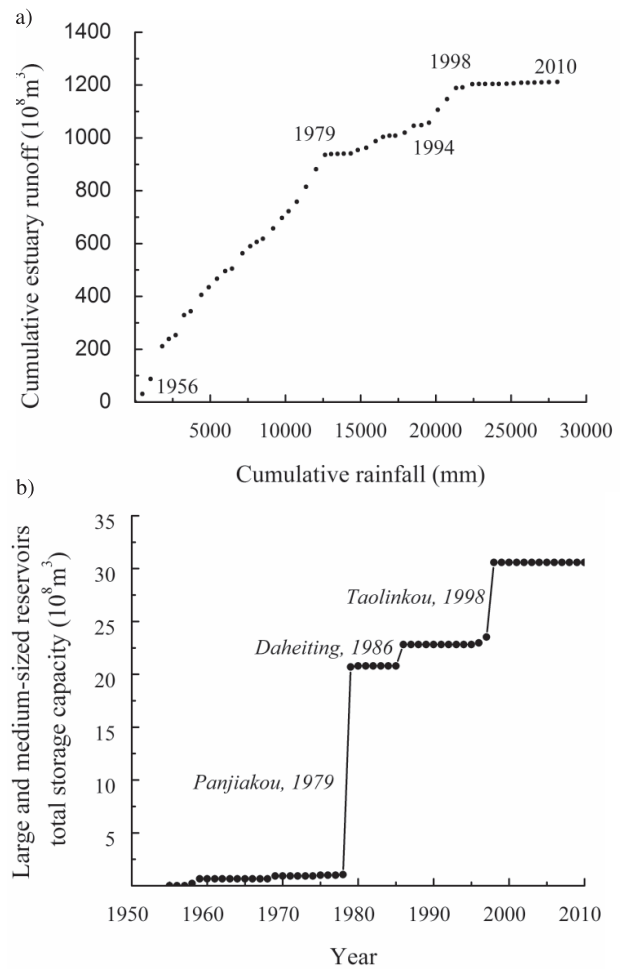 a)
1400
1200
1000
800
600
400
200
0
1998
2010
1979
1994
1956
5000 10000 15000 20000 25000 30000
Cumulative estuary runoff (10⁸m³)
Cumulative rainfall (mm)
b)
35
30
25
20
15
10
5
Taolinkou, 1998
Daheiting, 1986
Panjiakou, 1979
1950 1960 1970 1980 1990 2000 2010
Large and medium-sized reservoirs
total storage capacity (10⁸m³)
Year